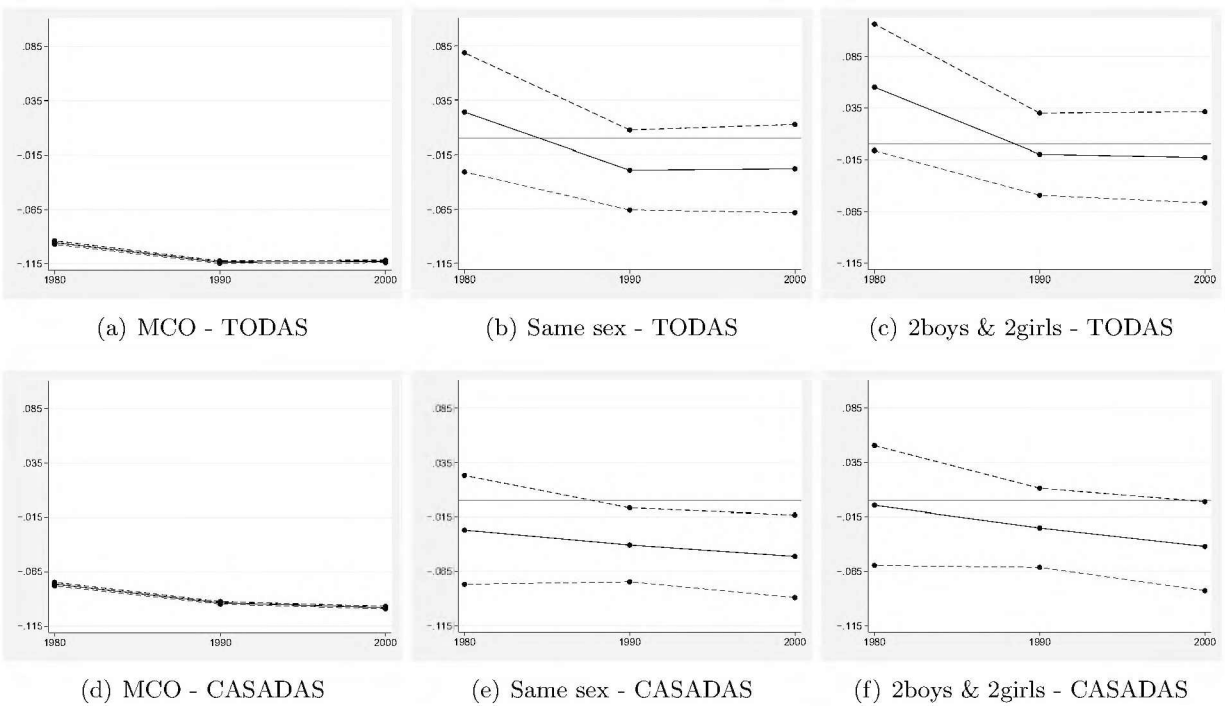 .085
.035
-.015
-.065
-.115
1980 1990 2000
(a) MCO - TODAS
.085
.035
-.015
-.065
-.115
1980 1990 2000
(b) Same sex - TODAS
.085
.035
-.015
-.065
-.115
1980 1990 2000
(c) 2boys & 2girls - TODAS
.085
.035
-.015
-.065
-.115
1980 1990 2000
(d) MCO - CASADAS
.085
.035
-.015
-.065
-.115
1980 1990 2000
(e) Same sex - CASADAS
.085
.035
-.015
-.065
-.115
1980 1990 2000
(f) 2boys & 2girls - CASADAS